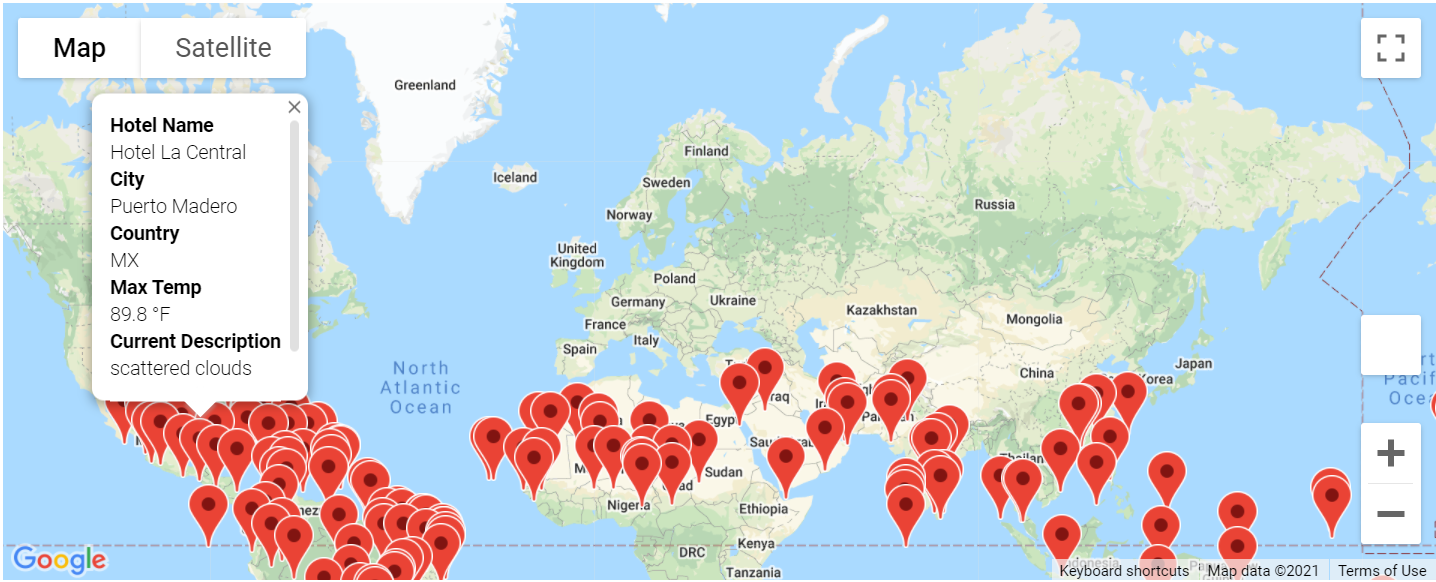 Map
Satellite
Hotel Name
Hotel La Central
City
Puerto Madero
Country
MX
Max Temp
89.8 °F
Current Description
scattered clouds
Greenland
Iceland
Finland
Sweden
Norway
Russia
United
Kingdom
Poland
Germany
Ukraine
Kazakhstan
France
Mongolia
Italy
Spain
North
Atlantic
Ocean
Japan
China
Korea
Egypt
Sudan
Thailand
Nigeria
Ethiopia
Kenya
DRC
Tanzania
Google
Keyboard shortcuts
Map data ©2021
Terms of Use